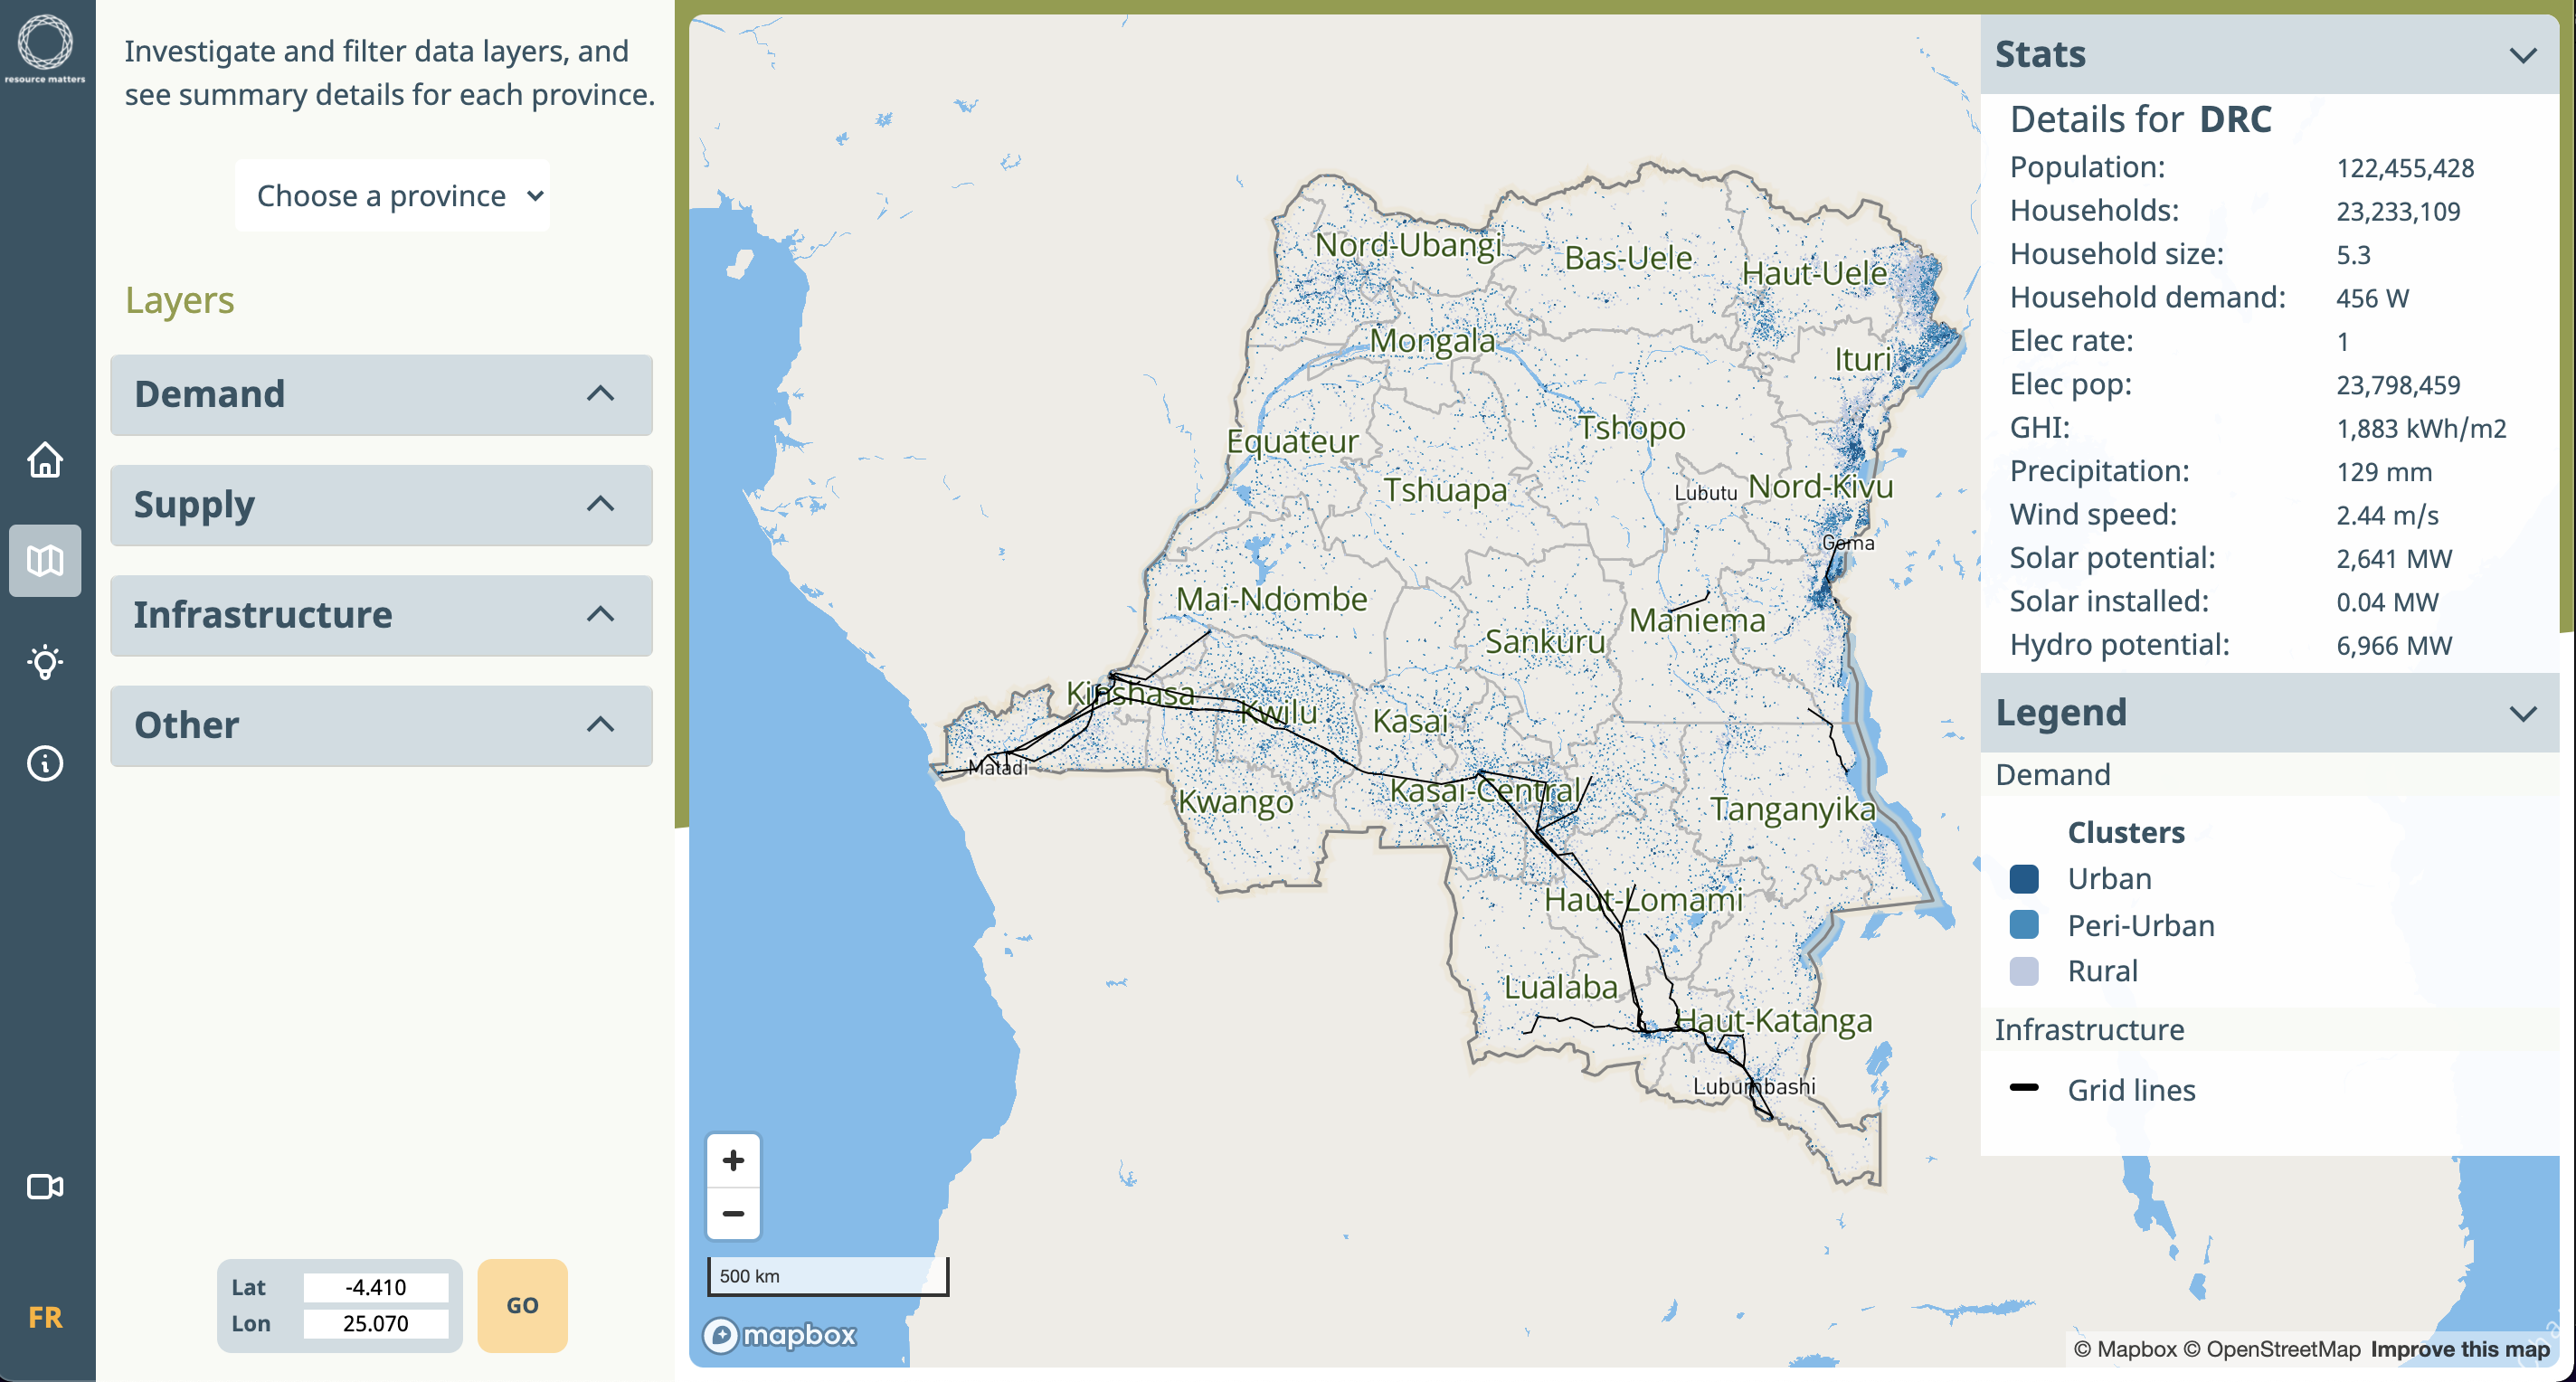 resource matters
Investigate and filter data layers, and
see summary details for each province.
Choose a province
Layers
Demand
Supply
Infrastructure
Other
Lat
-4.410
Lon
25.070
GO
FR
Nord-Ubangi
Bas-Uele
Haut-Uele
Mongala
Ituri
Equateur
Tshopo
Tshuapa
Lubutu
Nord-Kivu
Goma
Mai-Ndombe
Sankuru
Maniema
Kinshasa
Kwilu
Kasai
Matadi
Kwango
Kasai-Central
Tanganyika
Haut-Lomami
Lualaba
Haut-Katanga
Lubumbashi
+
−
500 km
mapbox
Stats
Details for DRC
Population: 122,455,428
Households: 23,233,109
Household size: 5.3
Household demand: 456 W
Elec rate: 1
Elec pop: 23,798,459
GHI: 1,883 kWh/m2
Precipitation: 129 mm
Wind speed: 2.44 m/s
Solar potential: 2,641 MW
Solar installed: 0.04 MW
Hydro potential: 6,966 MW
Legend
Demand
Clusters
Urban
Peri-Urban
Rural
Infrastructure
Grid lines
© Mapbox © OpenStreetMap Improve this map